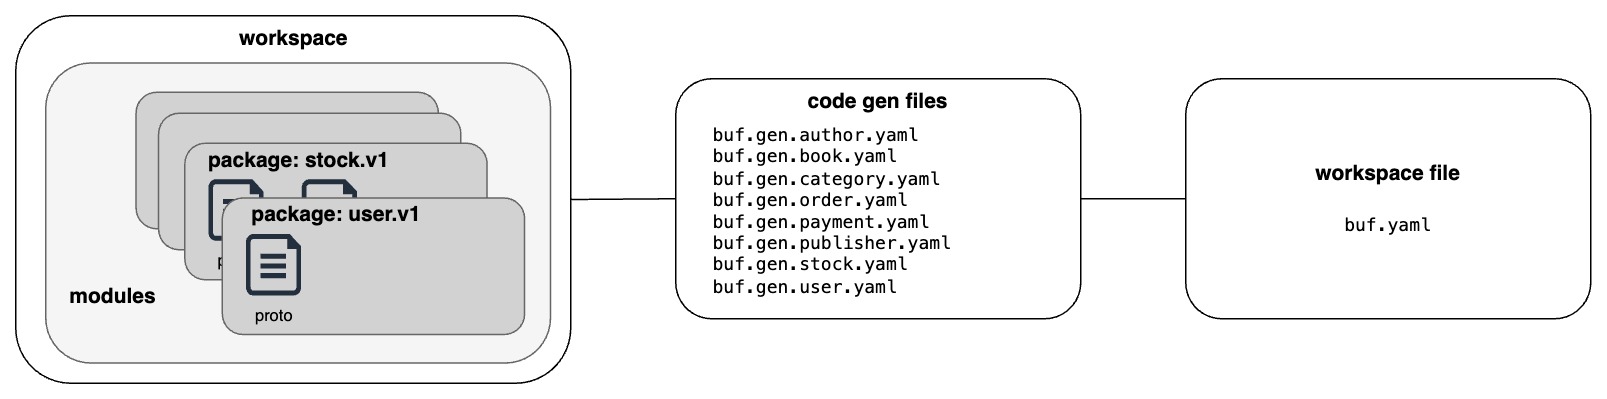 workspace
package: stock.v1
package: user.v1
proto
modules
code gen files
buf.gen.author.yaml
buf.gen.book.yaml
buf.gen.category.yaml
buf.gen.order.yaml
buf.gen.payment.yaml
buf.gen.publisher.yaml
buf.gen.stock.yaml
buf.gen.user.yaml
workspace file
buf.yaml